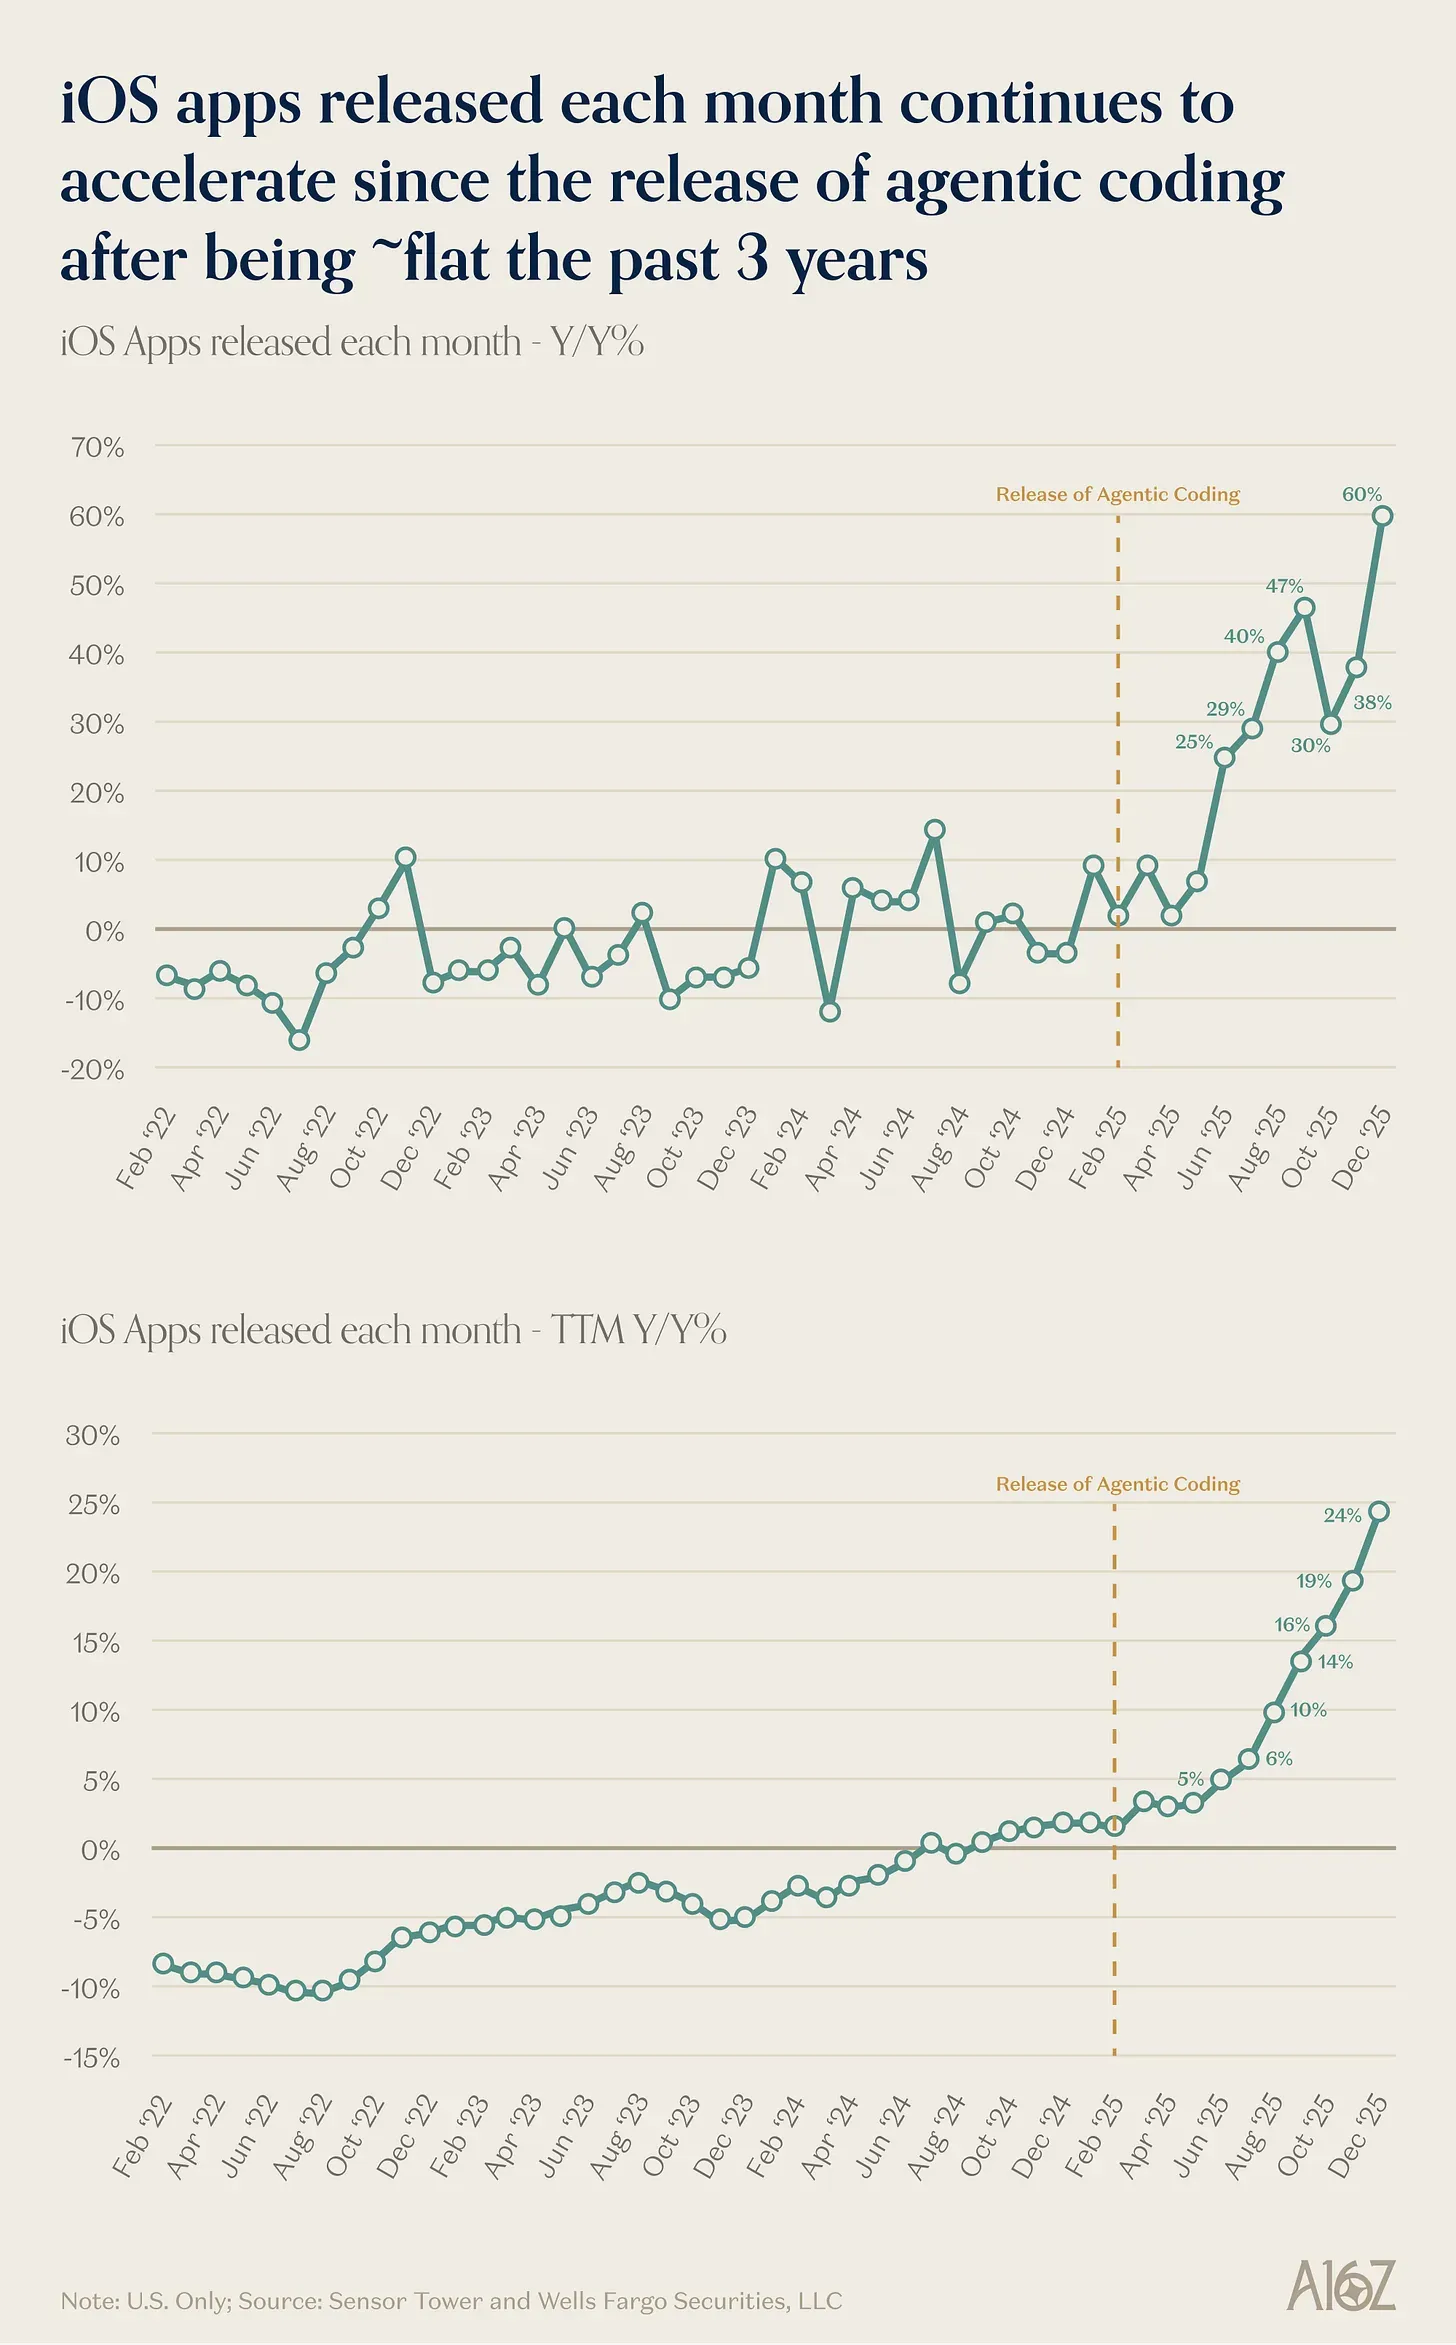 iOS apps released each month continues to
accelerate since the release of agentic coding
after being ~flat the past 3 years
iOS Apps released each month - Y/Y%
70%
60%
50%
40%
30%
20%
10%
0%
-10%
-20%
Release of Agentic Coding
25%
29%
40%
47%
30%
38%
60%
Feb ‘22
Apr ‘22
Jun ‘22
Aug ‘22
Oct ‘22
Dec ‘22
Feb ‘23
Apr ‘23
Jun ‘23
Aug ‘23
Oct ‘23
Dec ‘23
Feb ‘24
Apr ‘24
Jun ‘24
Aug ‘24
Oct ‘24
Dec ‘24
Feb ‘25
Apr ‘25
Jun ‘25
Aug ‘25
Oct ‘25
Dec ‘25
iOS Apps released each month - TTM Y/Y%
30%
25%
20%
15%
10%
5%
0%
-5%
-10%
-15%
Release of Agentic Coding
5%
6%
10%
14%
16%
19%
24%
Feb ‘22
Apr ‘22
Jun ‘22
Aug ‘22
Oct ‘22
Dec ‘22
Feb ‘23
Apr ‘23
Jun ‘23
Aug ‘23
Oct ‘23
Dec ‘23
Feb ‘24
Apr ‘24
Jun ‘24
Aug ‘24
Oct ‘24
Dec ‘24
Feb ‘25
Apr ‘25
Jun ‘25
Aug ‘25
Oct ‘25
Dec ‘25
Note: U.S. Only; Source: Sensor Tower and Wells Fargo Securities, LLC
A16Z